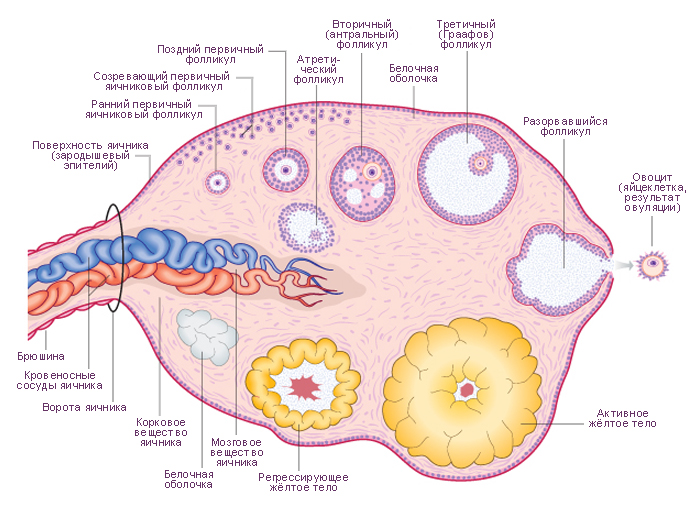 Вторичный
(антральный)
фолликул
Третичный
(Граафов)
фолликул
Поздний первичный
фолликул
Атрети-
ческий
фолликул
Белочная
оболочка
Созревающий первичный
яичниковый фолликул
Ранний первичный
яичниковый фолликул
Разорвавшийся
фолликул
Поверхность яичника
(зародышевый
эпителий)
Овоцит
(яйцеклетка,
результат
овуляции)
Брюшина
Кровеносные
сосуды яичника
Ворота яичника
Корковое
вещество
яичника
Мозговое
вещество
яичника
Белочная
оболочка
Регрессирующее
жёлтое тело
Активное
жёлтое тело